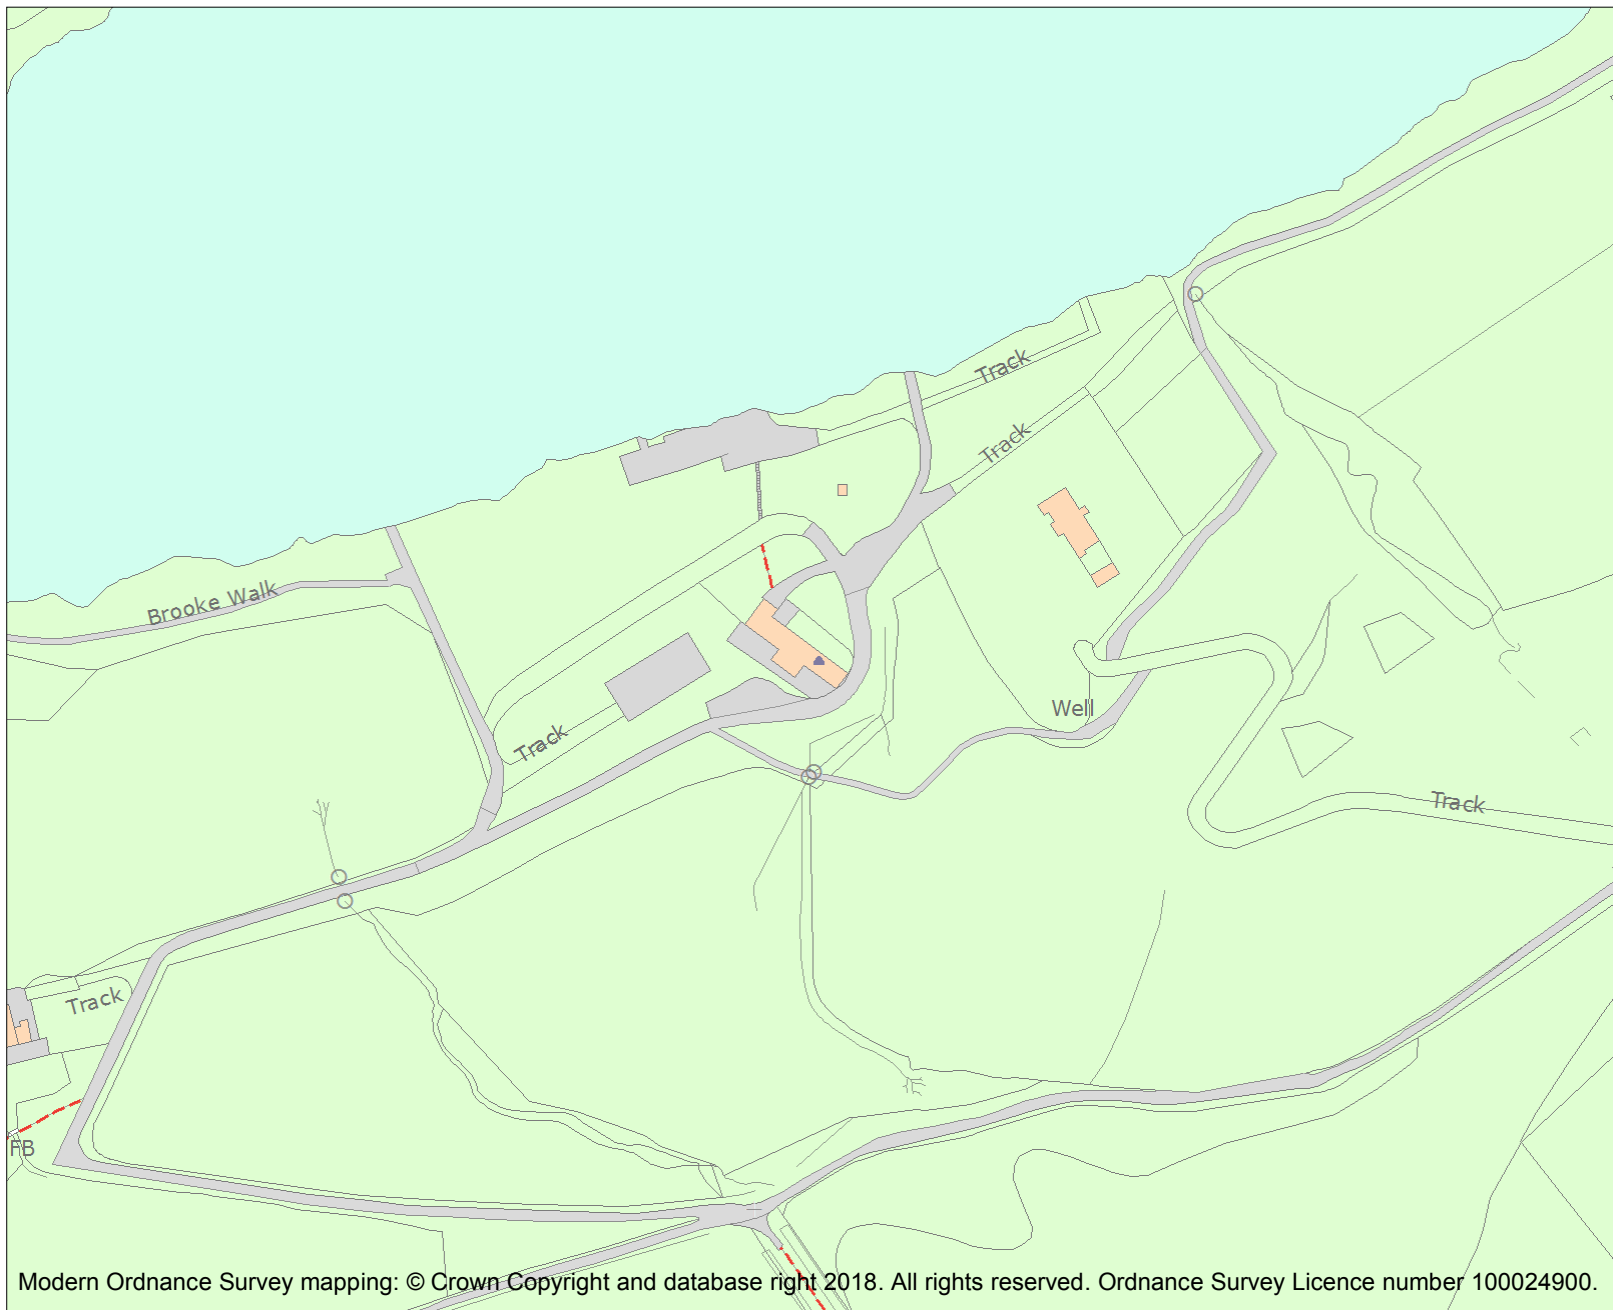 Track
Track
Brooke Walk
Well
Track
Track
Track
FB
Modern Ordnance Survey mapping: © Crown Copyright and database right 2018. All rights reserved. Ordnance Survey Licence number 100024900.